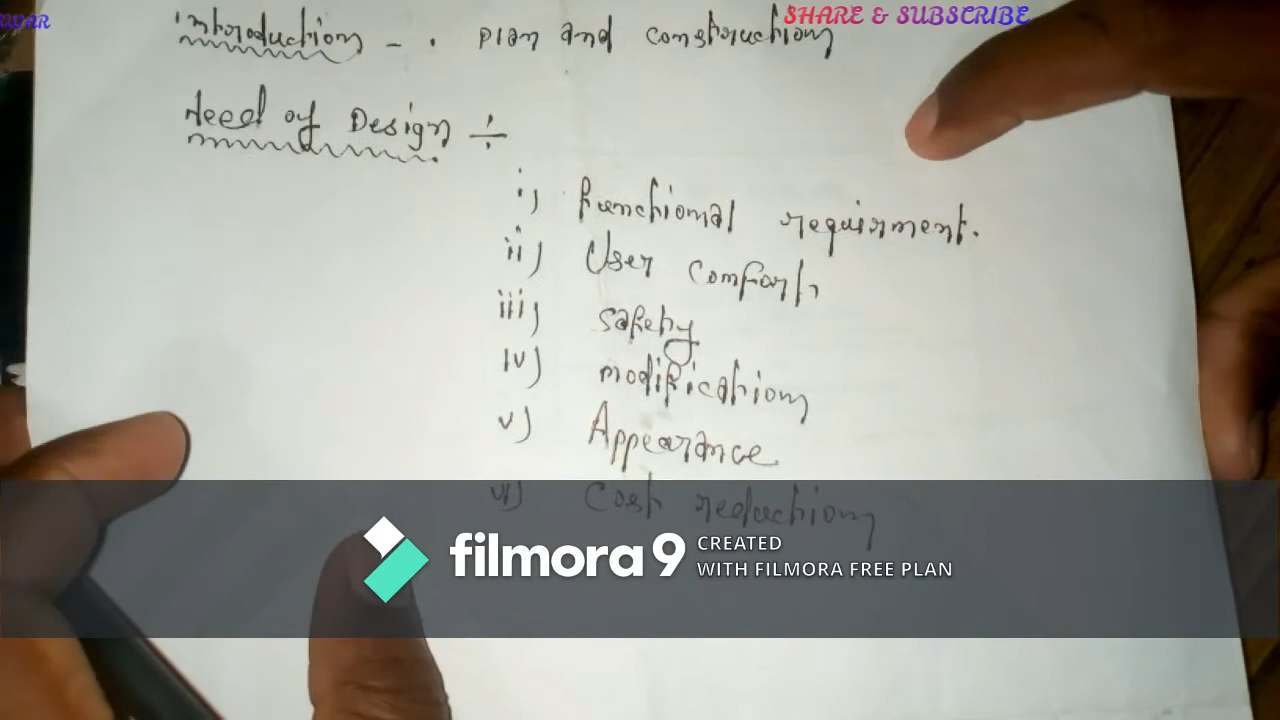 SHARE & SUBSCRIBE
introduction - . plan and construction
Need of Design ÷
i) functional requirment.
ii) User Comfort,
iii) safety
iv) modification
v) Appearance
vi) Cost reduction
filmora 9 CREATED
WITH FILMORA FREE PLAN